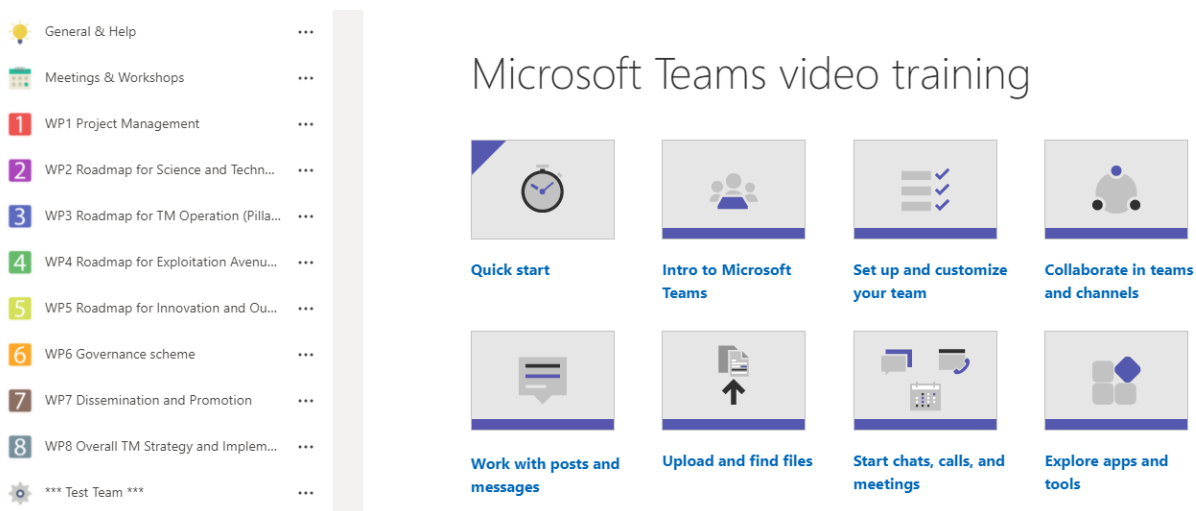 General & Help
Meetings & Workshops
1 WP1 Project Management
2 WP2 Roadmap for Science and Techn...
3 WP3 Roadmap for TM Operation (Pilla...
4 WP4 Roadmap for Exploitation Avenu...
5 WP5 Roadmap for Innovation and Ou...
6 WP6 Governance scheme
7 WP7 Dissemination and Promotion
8 WP8 Overall TM Strategy and Implem...
*** Test Team ***
Microsoft Teams video training
Quick start
Intro to Microsoft
Teams
Set up and customize
your team
Collaborate in teams
and channels
Work with posts and
messages
Upload and find files
Start chats, calls, and
meetings
Explore apps and
tools